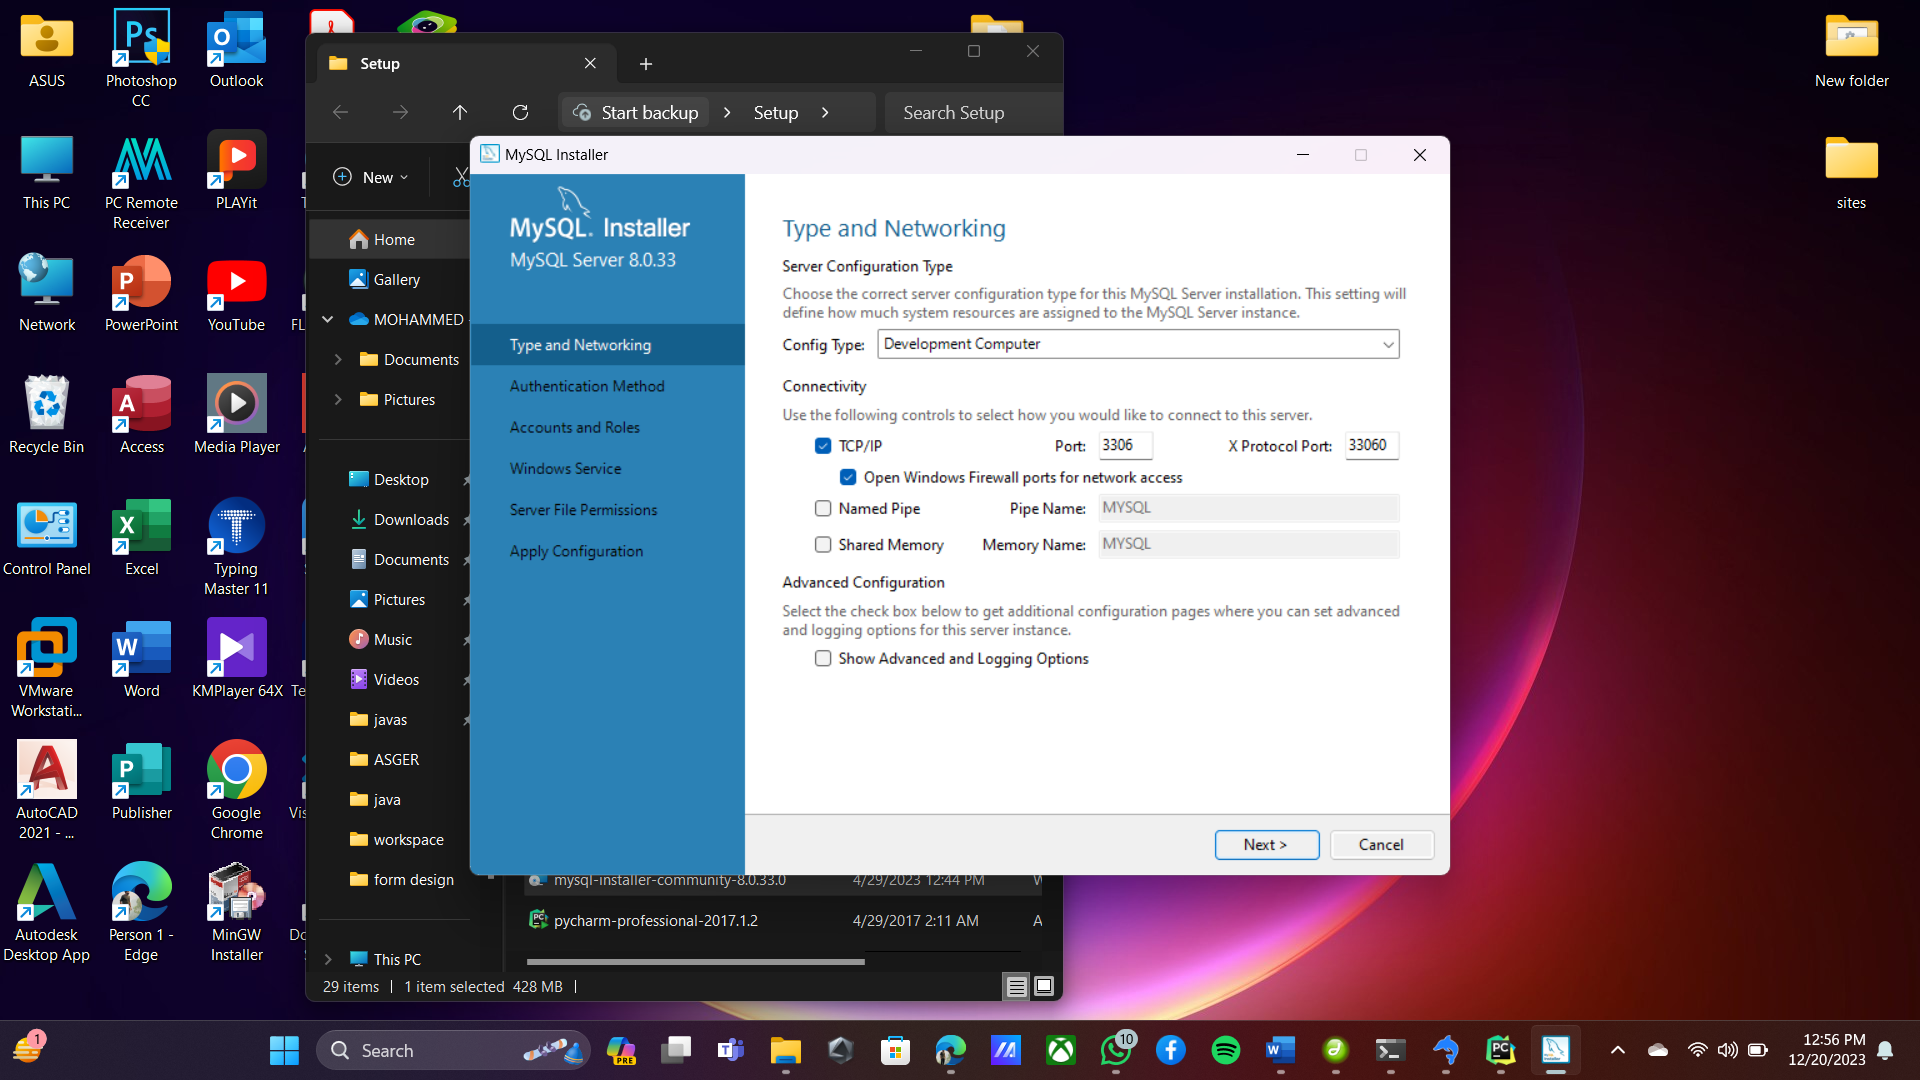 ASUS
Photoshop
CC
Outlook
This PC
PC Remote
Receiver
PLAYit
Network
PowerPoint
YouTube
Recycle Bin
Access
Media Player
Control Panel
Excel
Typing
Master 11
VMware
Workstati...
Word
KMPlayer 64X
AutoCAD
2021 - ...
Publisher
Google
Chrome
Autodesk
Desktop App
Person 1 -
Edge
MinGW
Installer
New folder
sites
Setup
Start backup
Setup
Search Setup
New
Home
Gallery
MOHAMMED
Documents
Pictures
Desktop
Downloads
Documents
Pictures
Music
Videos
javas
ASGER
java
workspace
form design
This PC
mysql-installer-community-8.0.33.0 4/29/2023 12:44 PM
pycharm-professional-2017.1.2 4/29/2017 2:11 AM A
29 items 1 item selected 428 MB
MySQL Installer
MySQL. Installer
MySQL Server 8.0.33
Type and Networking
Authentication Method
Accounts and Roles
Windows Service
Server File Permissions
Apply Configuration
Type and Networking
Server Configuration Type
Choose the correct server configuration type for this MySQL Server installation. This setting will
define how much system resources are assigned to the MySQL Server instance.
Config Type: Development Computer
Connectivity
Use the following controls to select how you would like to connect to this server.
TCP/IP Port: 3306 X Protocol Port: 33060
Open Windows Firewall ports for network access
Named Pipe Pipe Name: MYSQL
Shared Memory Memory Name: MYSQL
Advanced Configuration
Select the check box below to get additional configuration pages where you can set advanced
and logging options for this server instance.
Show Advanced and Logging Options
Next > Cancel
1
Search
PRE
10
12:56 PM
12/20/2023